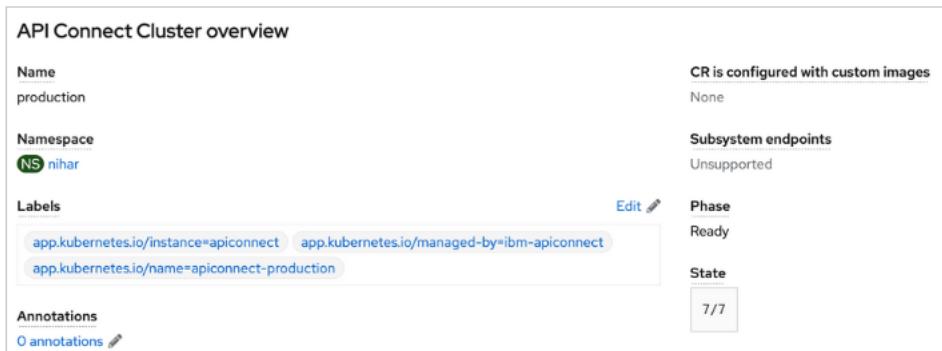 API Connect Cluster overview
Name
production
Namespace
NS nihar
Labels
Edit
app.kubernetes.io/instance=apiconnect app.kubernetes.io/managed-by=ibm-apiconnect
app.kubernetes.io/name=apiconnect-production
Annotations
0 annotations
CR is configured with custom images
None
Subsystem endpoints
Unsupported
Phase
Ready
State
7/7